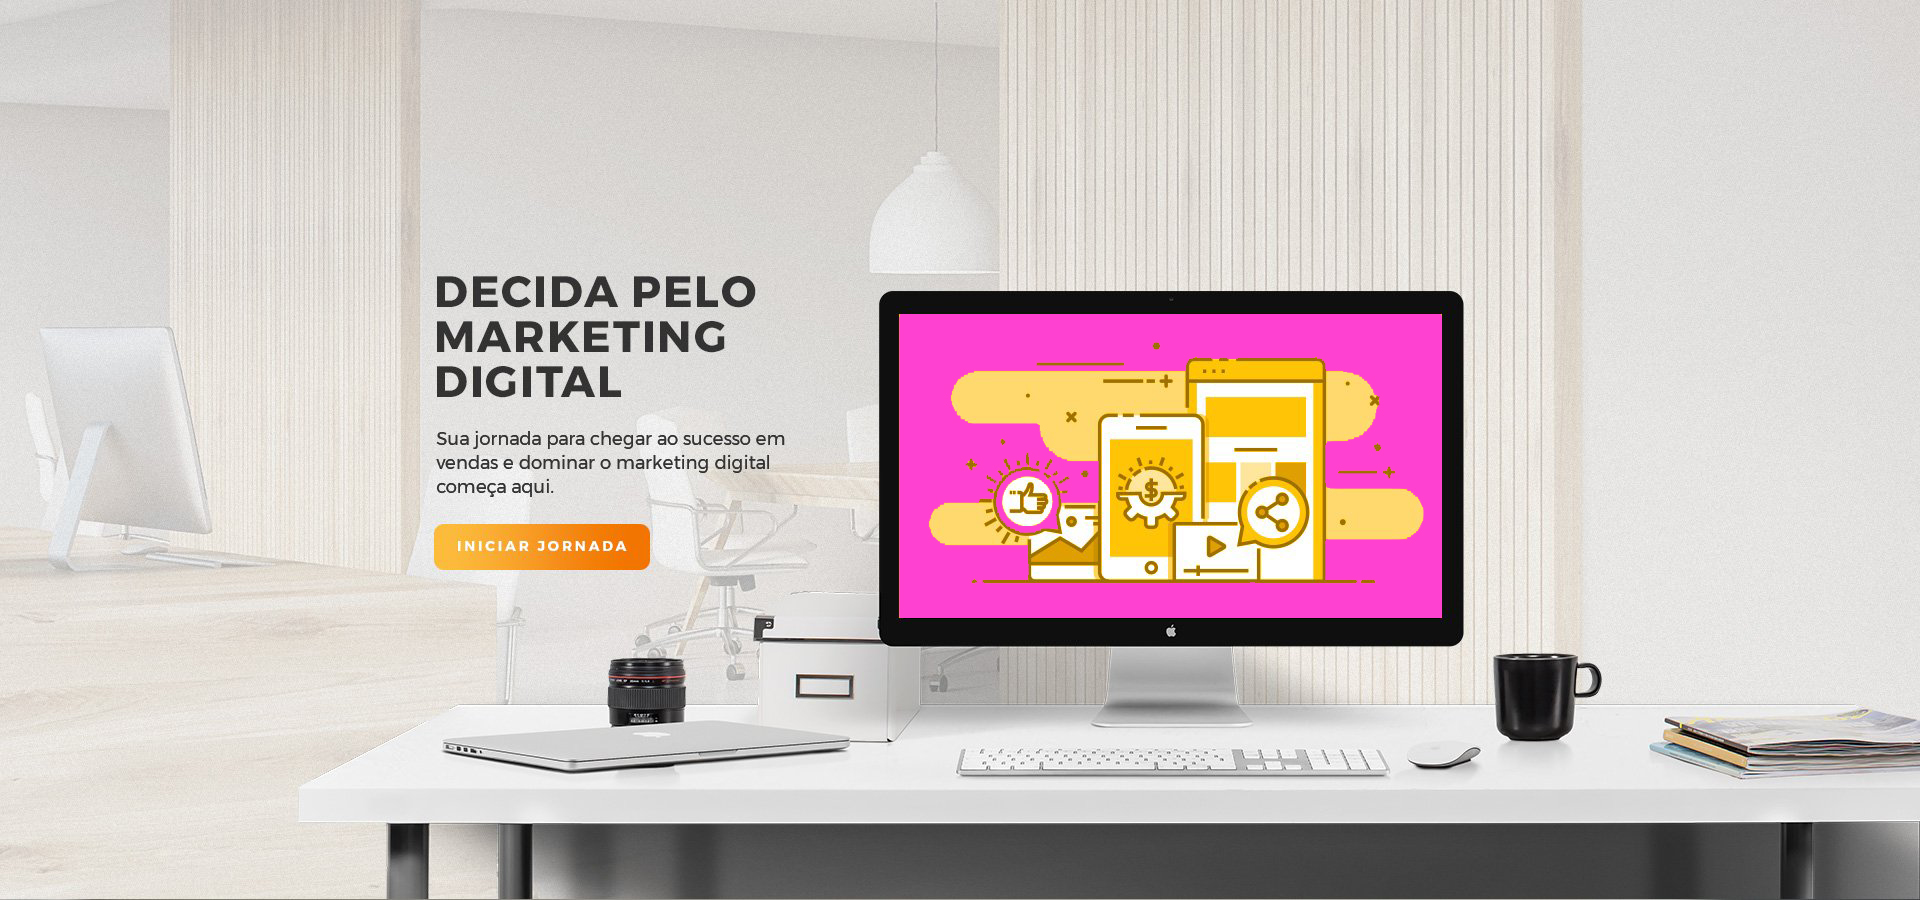 DECIDA PELO
MARKETING
DIGITAL
Sua jornada para chegar ao sucesso em
vendas e dominar o marketing digital
começa aqui.
INICIAR JORNADA
$